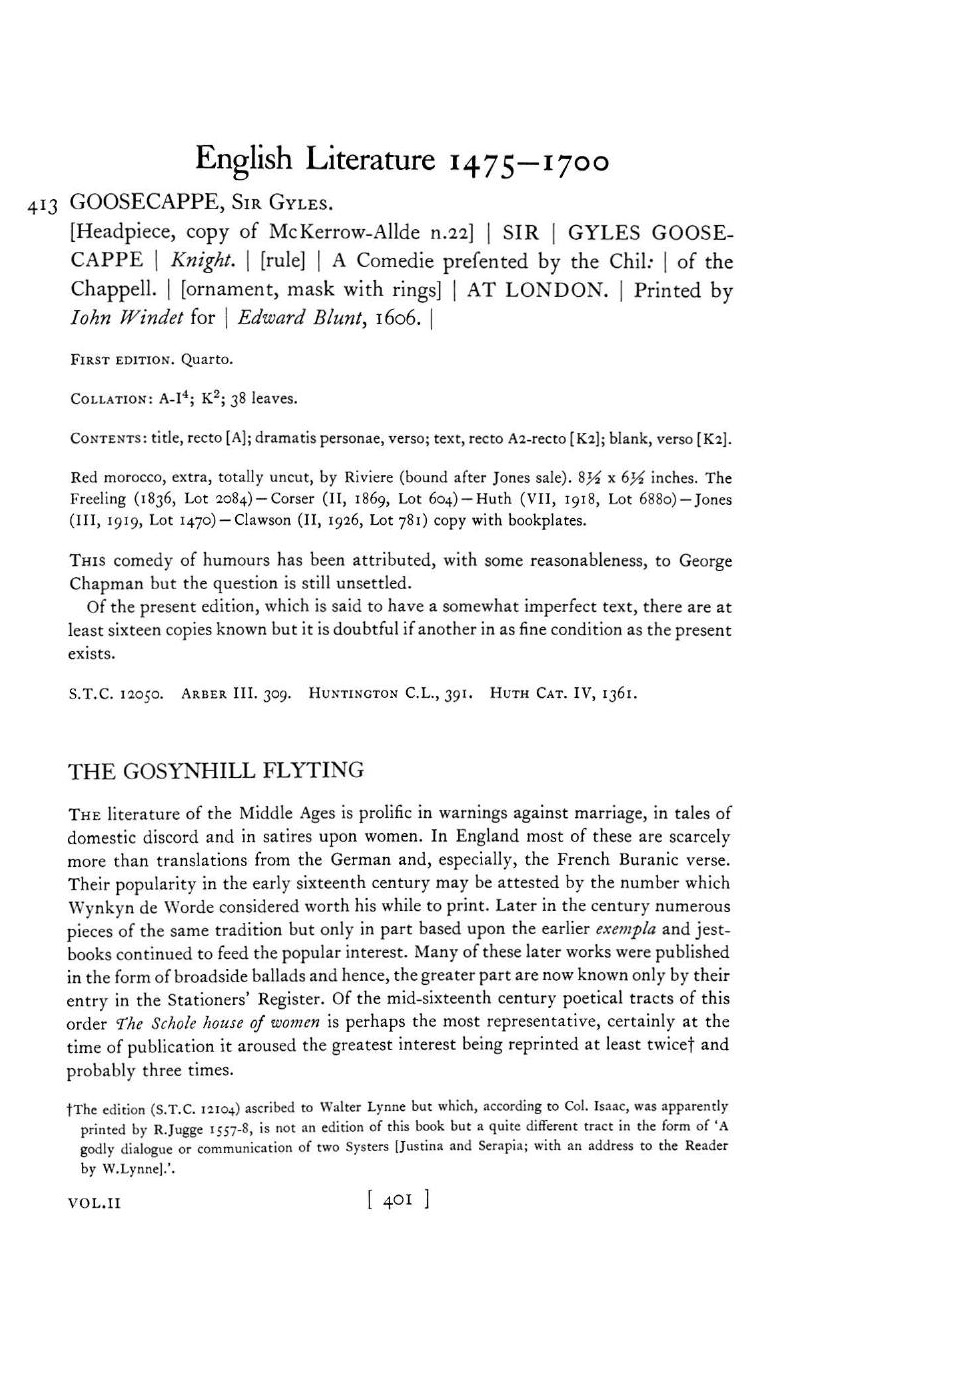 English Literature 1475–1700
413 GOOSECAPPE, SIR GYLES.
[Headpiece, copy of McKerrow-Allde n.22] | SIR | GYLES GOOSE-
CAPPE | Knight. | [rule] | A Comedie preſented by the Chil: | of the
Chappell. | [ornament, mask with rings] | AT LONDON. | Printed by
Iohn Windet for | Edward Blunt, 1606. |
FIRST EDITION. Quarto.
COLLATION: A-I⁴; K²; 38 leaves.
CONTENTS: title, recto [A]; dramatis personae, verso; text, recto A2-recto [K2]; blank, verso [K2].
Red morocco, extra, totally uncut, by Riviere (bound after Jones sale). 8½ x 6½ inches. The
Freeling (1836, Lot 2084)—Corser (II, 1869, Lot 604)—Huth (VII, 1918, Lot 6880)—Jones
(III, 1919, Lot 1470)—Clawson (II, 1926, Lot 781) copy with bookplates.
THIS comedy of humours has been attributed, with some reasonableness, to George
Chapman but the question is still unsettled.
Of the present edition, which is said to have a somewhat imperfect text, there are at
least sixteen copies known but it is doubtful if another in as fine condition as the present
exists.
S.T.C. 12050. ARBER III. 309. HUNTINGTON C.L., 391. HUTH CAT. IV, 1361.
THE GOSYNHILL FLYTING
THE literature of the Middle Ages is prolific in warnings against marriage, in tales of
domestic discord and in satires upon women. In England most of these are scarcely
more than translations from the German and, especially, the French Buranic verse.
Their popularity in the early sixteenth century may be attested by the number which
Wynkyn de Worde considered worth his while to print. Later in the century numerous
pieces of the same tradition but only in part based upon the earlier exempla and jest-
books continued to feed the popular interest. Many of these later works were published
in the form of broadside ballads and hence, the greater part are now known only by their
entry in the Stationers' Register. Of the mid-sixteenth century poetical tracts of this
order The Schole house of women is perhaps the most representative, certainly at the
time of publication it aroused the greatest interest being reprinted at least twice† and
probably three times.
†The edition (S.T.C. 12104) ascribed to Walter Lynne but which, according to Col. Isaac, was apparently
printed by R.Jugge 1557-8, is not an edition of this book but a quite different tract in the form of 'A
godly dialogue or communication of two Systers [Justina and Serapia; with an address to the Reader
by W.Lynne].'.
VOL.II [ 401 ]